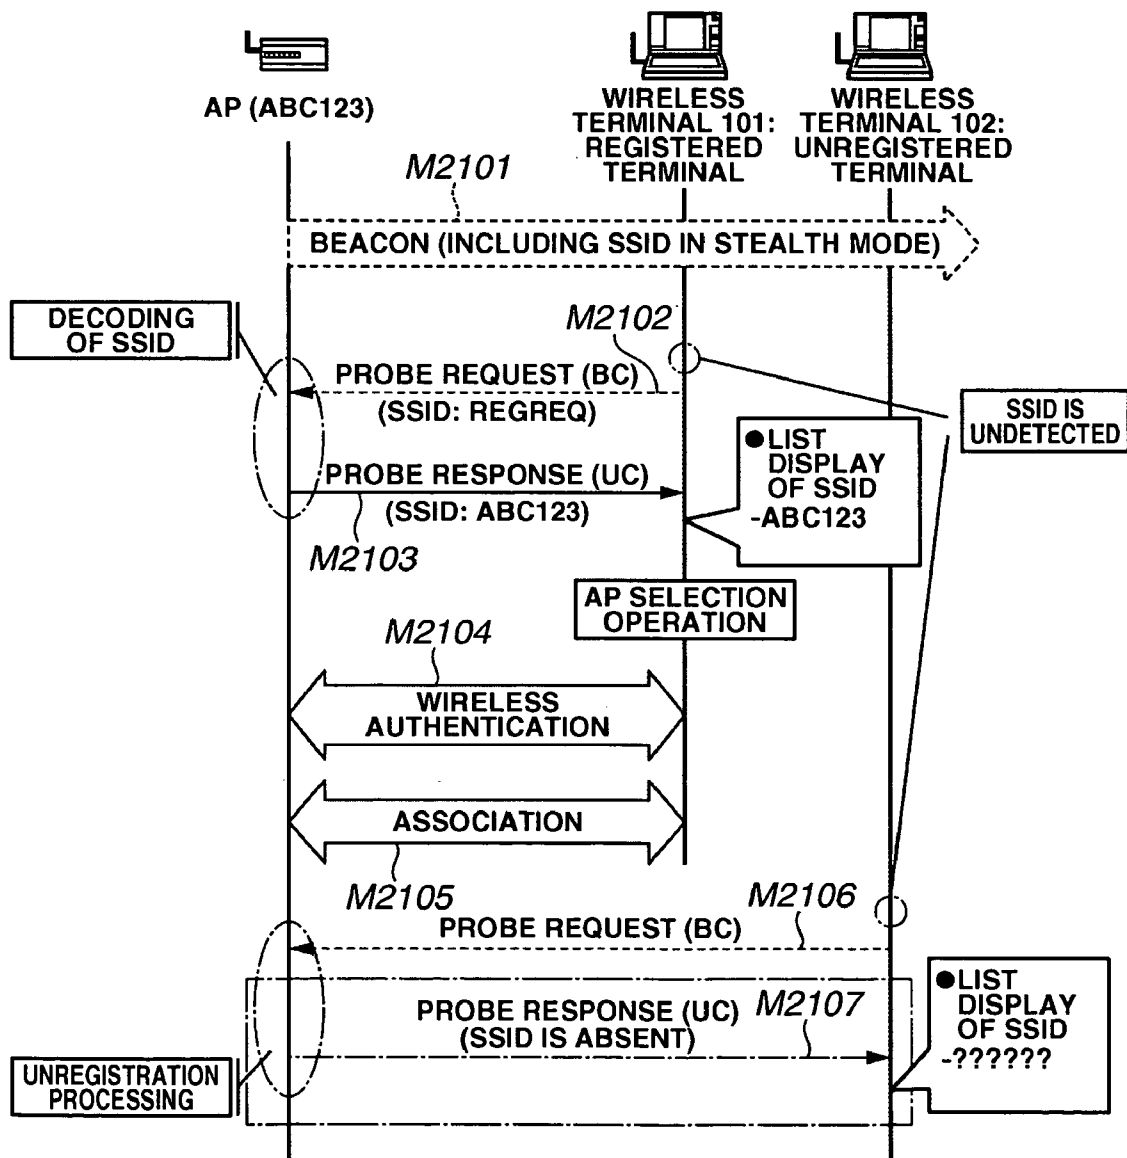 AP (ABC123)
WIRELESS
TERMINAL 101:
REGISTERED
TERMINAL
WIRELESS
TERMINAL 102:
UNREGISTERED
TERMINAL
M2101
BEACON (INCLUDING SSID IN STEALTH MODE)
DECODING
OF SSID
M2102
PROBE REQUEST (BC)
(SSID: REGREQ)
SSID IS
UNDETECTED
●LIST
DISPLAY
OF SSID
-ABC123
PROBE RESPONSE (UC)
(SSID: ABC123)
M2103
AP SELECTION
OPERATION
M2104
WIRELESS
AUTHENTICATION
ASSOCIATION
M2105
M2106
PROBE REQUEST (BC)
PROBE RESPONSE (UC)
(SSID IS ABSENT)
M2107
●LIST
DISPLAY
OF SSID
-??????
UNREGISTRATION
PROCESSING